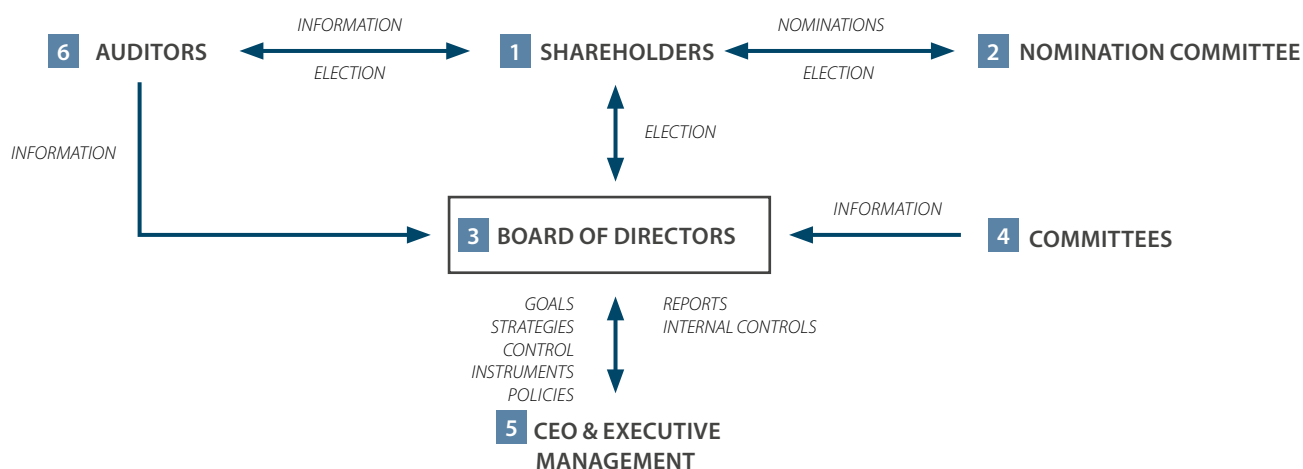 INFORMATION
NOMINATIONS
6 AUDITORS
1 SHAREHOLDERS
2 NOMINATION COMMITTEE
ELECTION
ELECTION
ELECTION
INFORMATION
INFORMATION
3 BOARD OF DIRECTORS
4 COMMITTEES
GOALS
STRATEGIES
CONTROL
INSTRUMENTS
POLICIES
REPORTS
INTERNAL CONTROLS
5 CEO & EXECUTIVE
MANAGEMENT